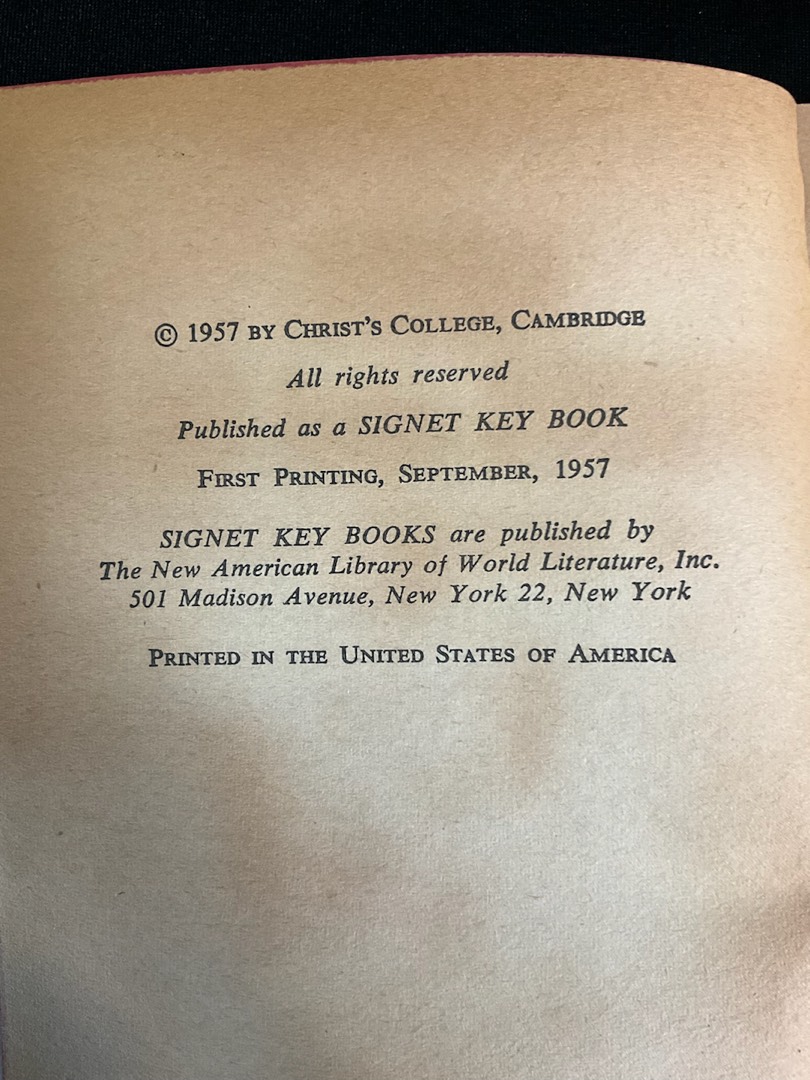 © 1957 BY CHRIST'S COLLEGE, CAMBRIDGE
All rights reserved
Published as a SIGNET KEY BOOK
FIRST PRINTING, SEPTEMBER, 1957
SIGNET KEY BOOKS are published by
The New American Library of World Literature, Inc.
501 Madison Avenue, New York 22, New York
PRINTED IN THE UNITED STATES OF AMERICA